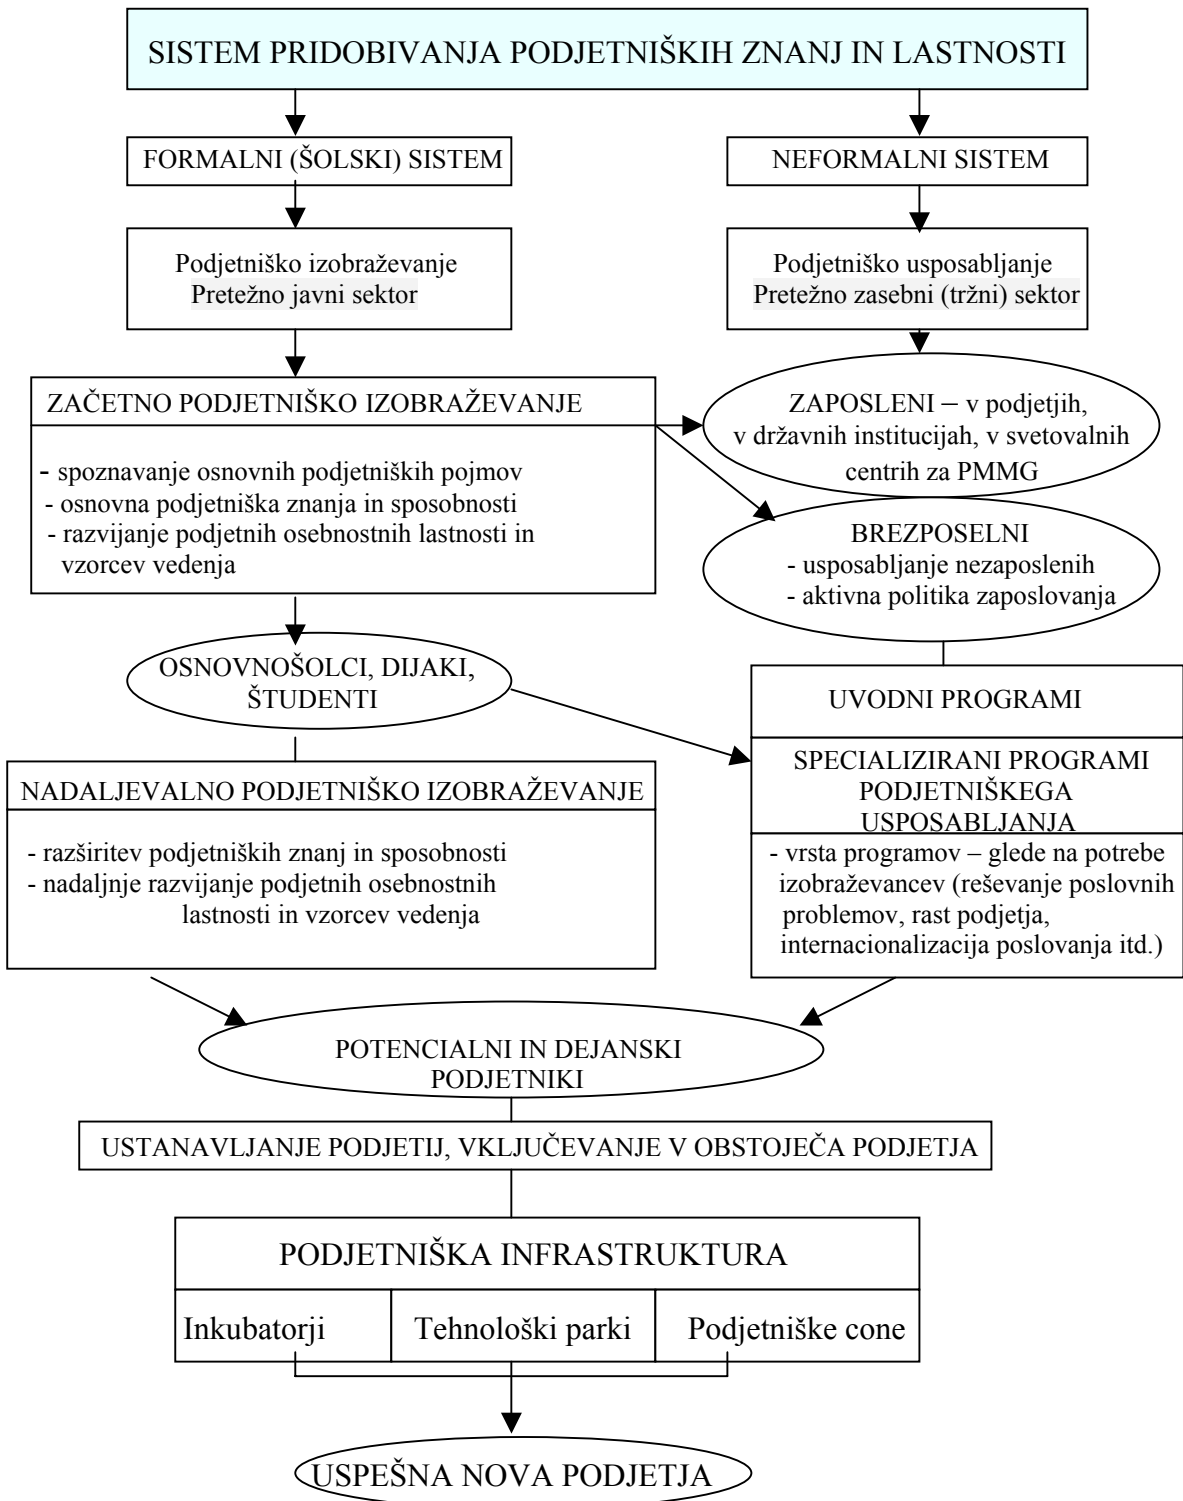 SISTEM PRIDOBIVANJA PODJETNIŠKIH ZNANJ IN LASTNOSTI
FORMALNI (ŠOLSKI) SISTEM
NEFORMALNI SISTEM
Podjetniško izobraževanje
Pretežno javni sektor
Podjetniško usposabljanje
Pretežno zasebni (tržni) sektor
ZAČETNO PODJETNIŠKO IZOBRAŽEVANJE
- spoznavanje osnovnih podjetniških pojmov
- osnovna podjetniška znanja in sposobnosti
- razvijanje podjetnih osebnostnih lastnosti in
vzorcev vedenja
ZAPOSLENI – v podjetjih,
v državnih institucijah, v svetovalnih
centrih za PMMG
BREZPOSELNI
- usposabljanje nezaposlenih
- aktivna politika zaposlovanja
OSNOVNOŠOLCI, DIJAKI,
ŠTUDENTI
UVODNI PROGRAMI
SPECIALIZIRANI PROGRAMI
PODJETNIŠKEGA
USPOSABLJANJA
- vrsta programov – glede na potrebe
izobraževancev (reševanje poslovnih
problemov, rast podjetja,
internacionalizacija poslovanja itd.)
NADALJEVALNO PODJETNIŠKO IZOBRAŽEVANJE
- razširitev podjetniških znanj in sposobnosti
- nadaljnje razvijanje podjetnih osebnostnih
lastnosti in vzorcev vedenja
POTENCIALNI IN DEJANSKI
PODJETNIKI
USTANAVLJANJE PODJETIJ, VKLJUČEVANJE V OBSTOJEČA PODJETJA
PODJETNIŠKA INFRASTRUKTURA
Inkubatorji
Tehnološki parki
Podjetniške cone
USPEŠNA NOVA PODJETJA